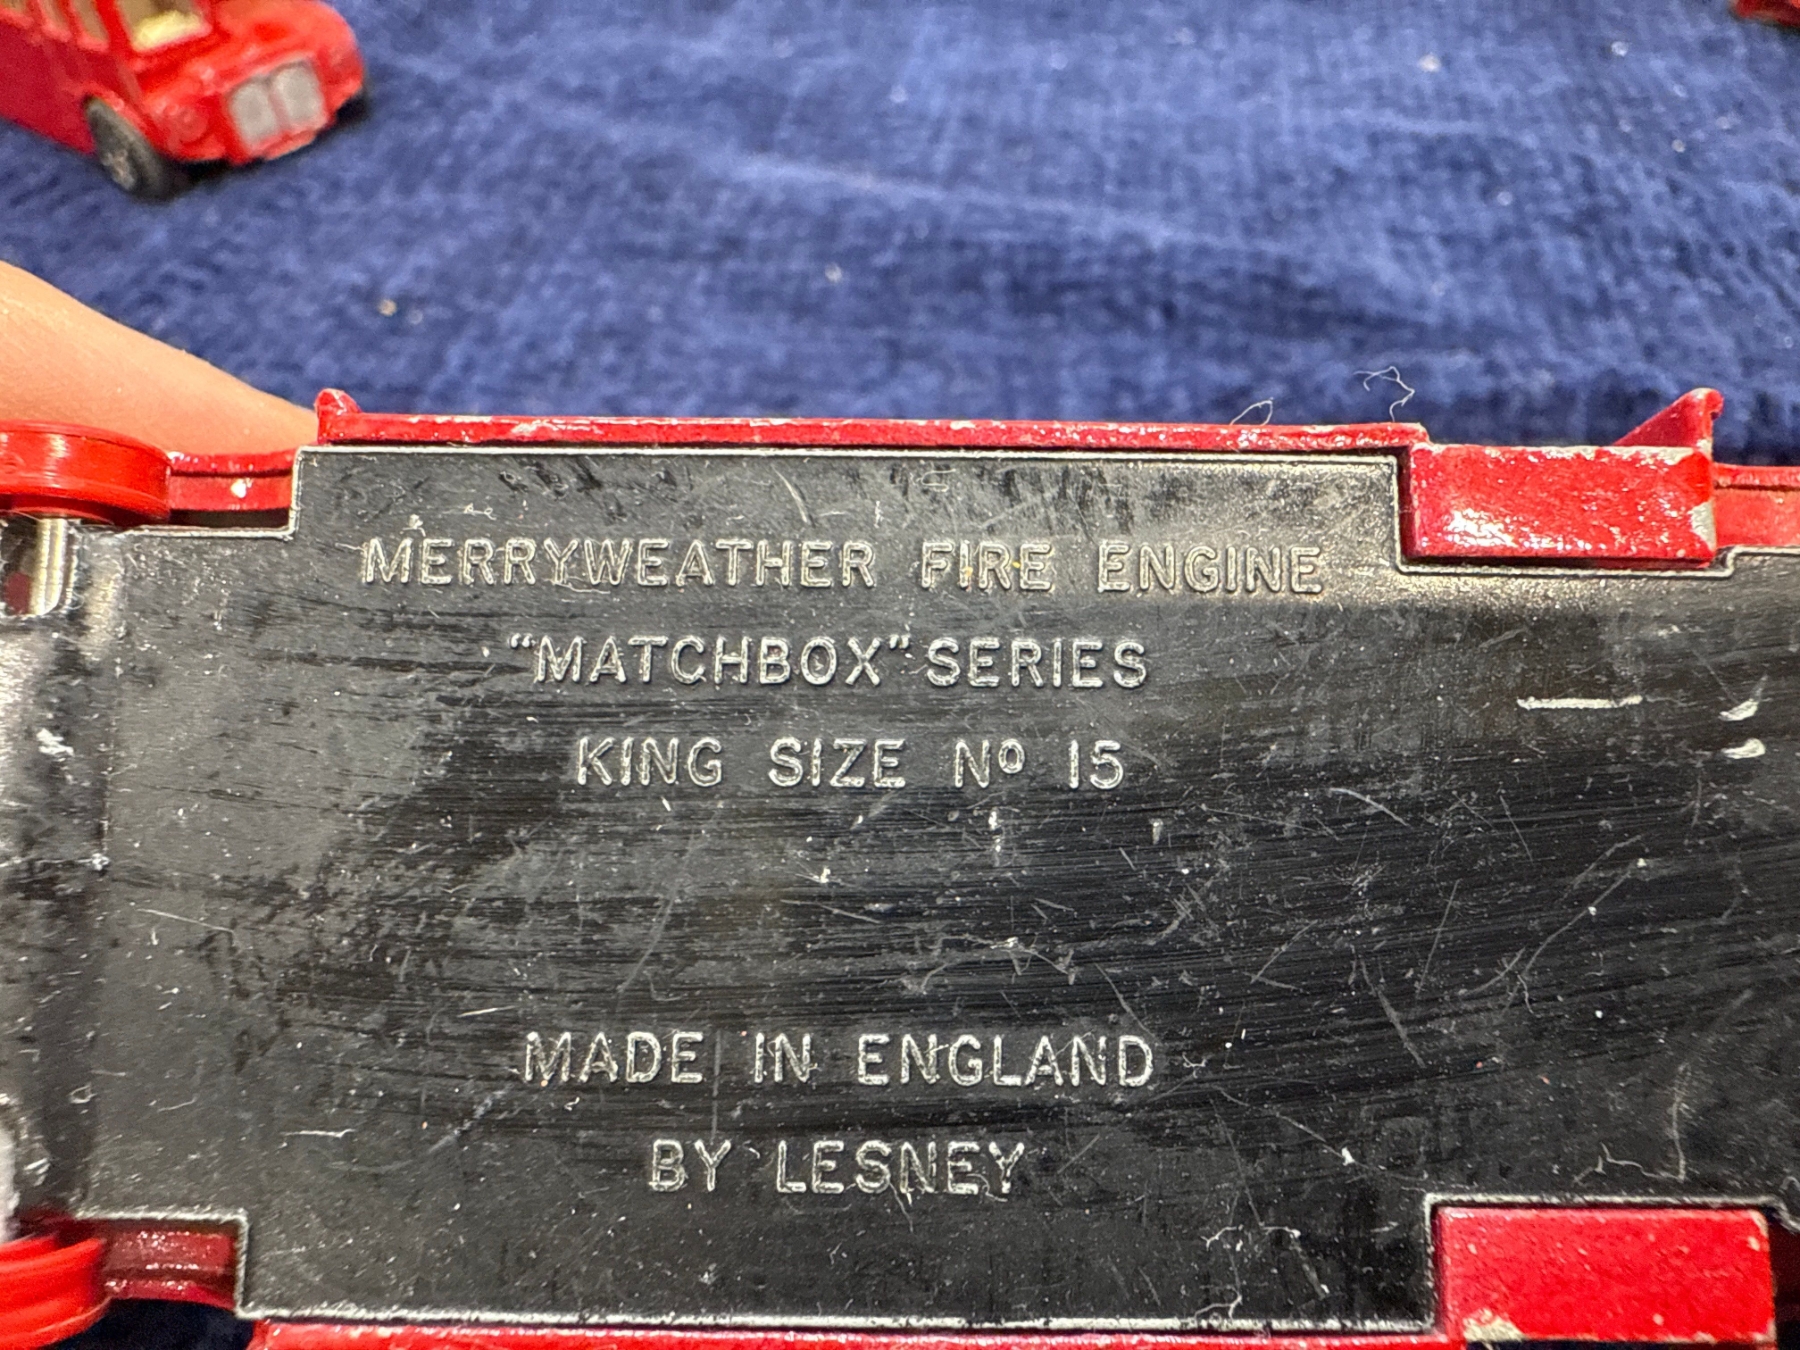 MERRYWEATHER FIRE ENGINE
“MATCHBOX” SERIES
KING SIZE Nº 15
MADE IN ENGLAND
BY LESNEY